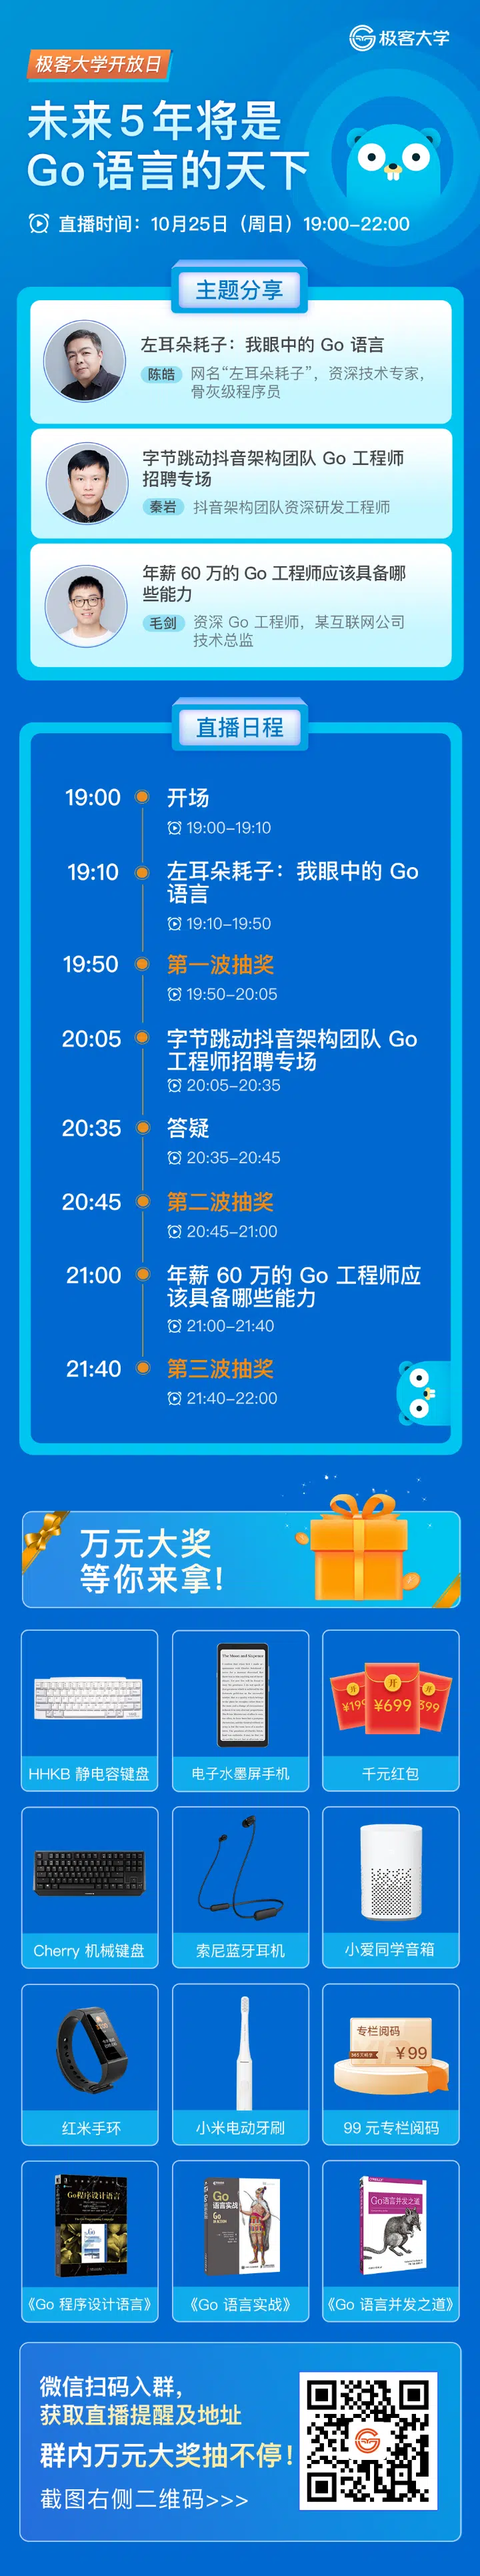 极客大学
极客大学开放日
未来5年将是
Go语言的天下
直播时间：10月25日（周日）19:00-22:00
主题分享
左耳朵耗子：我眼中的 Go 语言
陈皓 网名“左耳朵耗子”，资深技术专家，
骨灰级程序员
字节跳动抖音架构团队 Go 工程师
招聘专场
秦岩 抖音架构团队资深研发工程师
年薪 60 万的 Go 工程师应该具备哪
些能力
毛剑 资深 Go 工程师，某互联网公司
技术总监
直播日程
19:00 开场
19:00-19:10
19:10 左耳朵耗子：我眼中的 Go
语言
19:10-19:50
19:50 第一波抽奖
19:50-20:05
20:05 字节跳动抖音架构团队 Go
工程师招聘专场
20:05-20:35
20:35 答疑
20:35-20:45
20:45 第二波抽奖
20:45-21:00
21:00 年薪 60 万的 Go 工程师应
该具备哪些能力
21:00-21:40
21:40 第三波抽奖
21:40-22:00
万元大奖
等你来拿！
The Moon and Sixpence
开 开 开
¥199 ¥699 399
HHKB 静电容键盘 电子水墨屏手机 千元红包
Cherry 机械键盘 索尼蓝牙耳机 小爱同学音箱
专栏阅码
¥99
红米手环 小米电动牙刷 99 元专栏阅码
Go程序设计语言
Go
语言实战
Go语言并发之道
《Go 程序设计语言》 《Go 语言实战》 《Go 语言并发之道》
微信扫码入群，
获取直播提醒及地址
群内万元大奖抽不停！
截图右侧二维码>>>